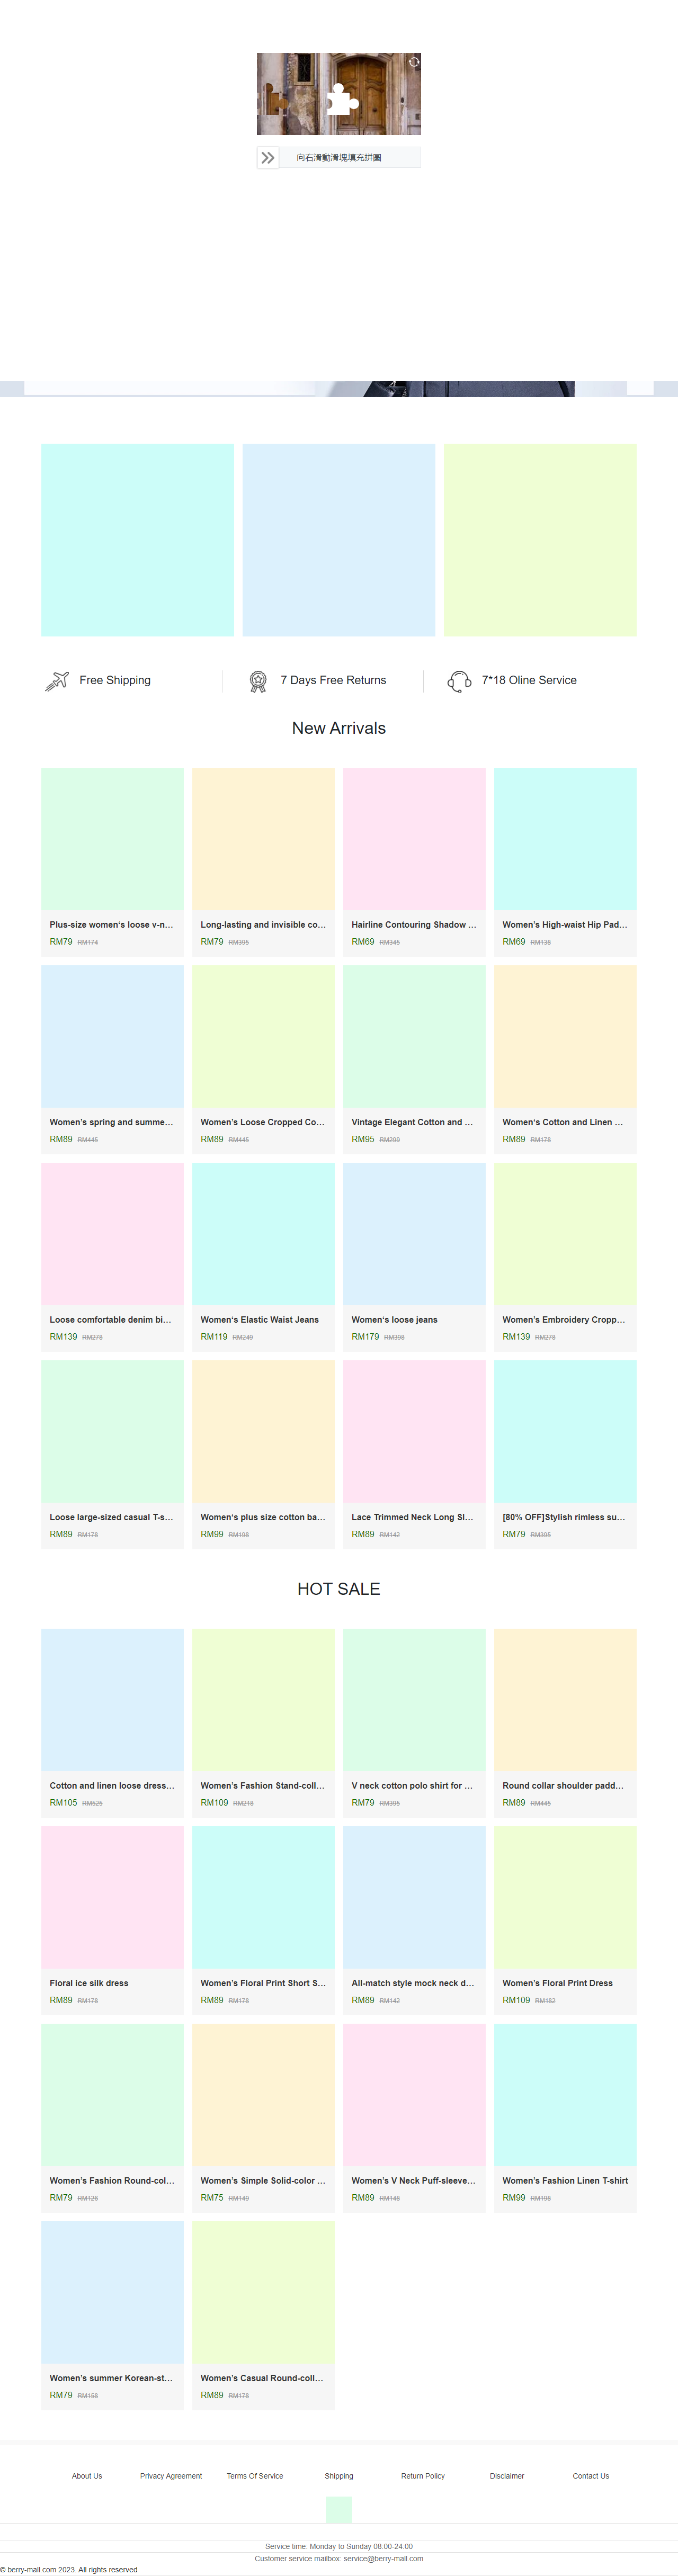 向右滑動滑塊填充拼圖
Free Shipping
7 Days Free Returns
7*18 Oline Service
New Arrivals
Plus-size women‘s loose v-n...
Long-lasting and invisible co...
Hairline Contouring Shadow ...
Women’s High-waist Hip Pad...
RM79 RM174
RM79 RM395
RM69 RM345
RM69 RM138
Women’s spring and summe...
Women’s Loose Cropped Co...
Vintage Elegant Cotton and ...
Women‘s Cotton and Linen ...
RM89 RM445
RM89 RM445
RM95 RM299
RM89 RM178
Loose comfortable denim bi...
Women‘s Elastic Waist Jeans
Women‘s loose jeans
Women’s Embroidery Cropp...
RM139 RM278
RM119 RM249
RM179 RM398
RM139 RM278
Loose large-sized casual T-s...
Women‘s plus size cotton ba...
Lace Trimmed Neck Long Sl...
[80% OFF]Stylish rimless su...
RM89 RM178
RM99 RM198
RM89 RM142
RM79 RM395
HOT SALE
Cotton and linen loose dress...
Women’s Fashion Stand-coll...
V neck cotton polo shirt for ...
Round collar shoulder padd...
RM105 RM525
RM109 RM218
RM79 RM395
RM89 RM445
Floral ice silk dress
Women’s Floral Print Short S...
All-match style mock neck d...
Women’s Floral Print Dress
RM89 RM178
RM89 RM178
RM89 RM142
RM109 RM182
Women’s Fashion Round-col...
Women’s Simple Solid-color ...
Women’s V Neck Puff-sleeve...
Women’s Fashion Linen T-shirt
RM79 RM126
RM75 RM149
RM89 RM148
RM99 RM198
Women’s summer Korean-st...
Women’s Casual Round-coll...
RM79 RM158
RM89 RM178
About Us
Privacy Agreement
Terms Of Service
Shipping
Return Policy
Disclaimer
Contact Us
Service time: Monday to Sunday 08:00-24:00
Customer service mailbox: service@berry-mall.com
© berry-mall.com 2023. All rights reserved